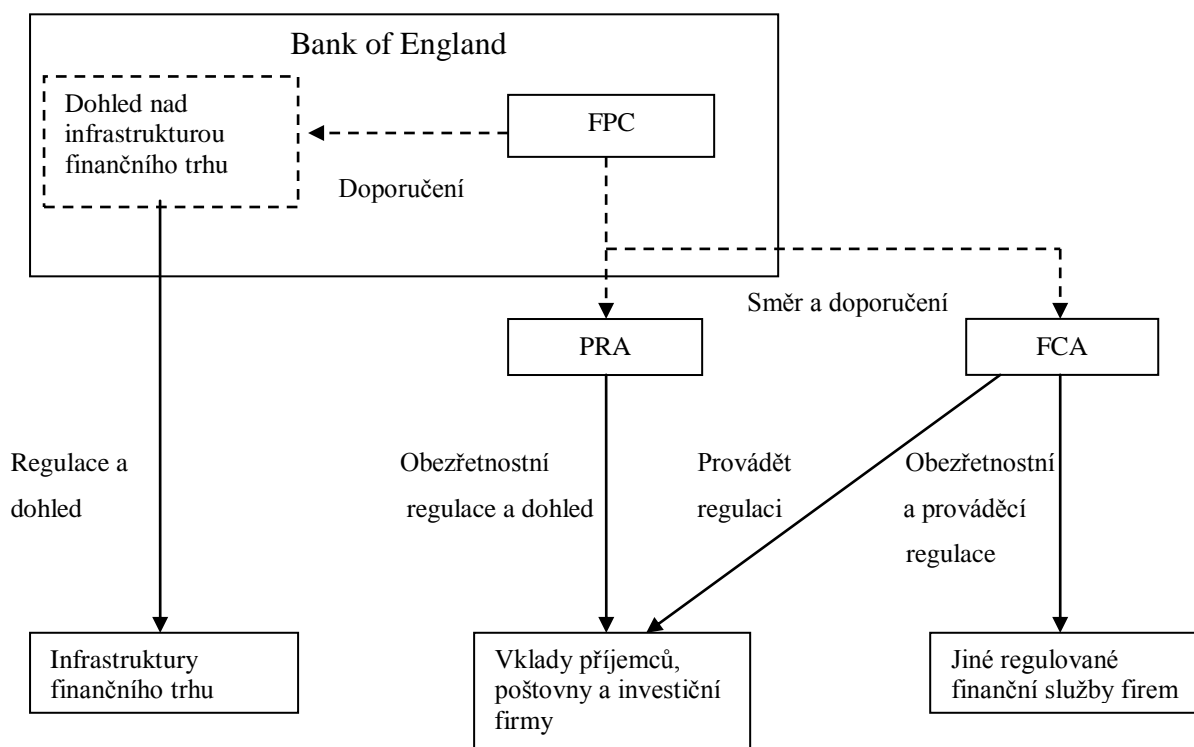 Bank of England
Dohled nad
infrastrukturou
finančního trhu
FPC
Doporučení
Směr a doporučení
PRA
FCA
Regulace a
dohled
Obezřetnostní
regulace a dohled
Provádět
regulaci
Obezřetnostní
a prováděcí
regulace
Infrastruktury
finančního trhu
Vklady příjemců,
poštovny a investiční
firmy
Jiné regulované
finanční služby firem